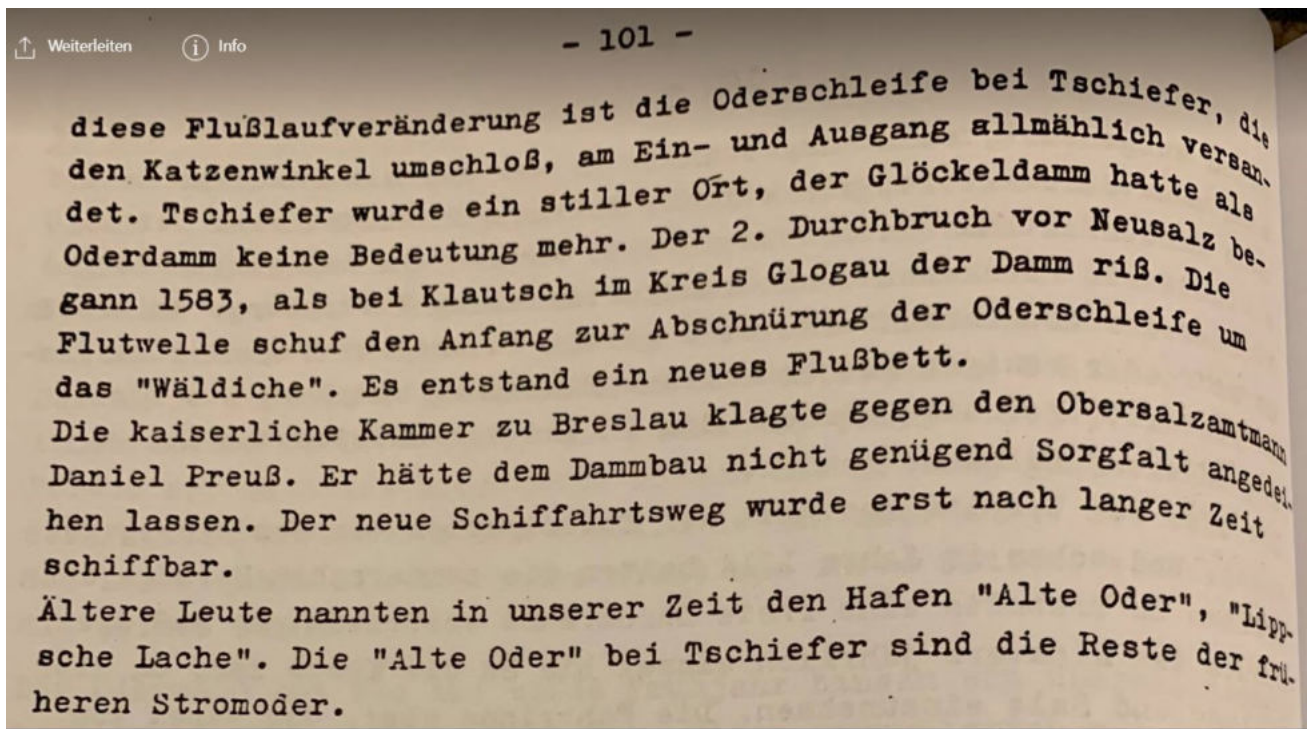 Weiterleiten Info
- 101 -
diese Flußlaufveränderung ist die Oderschleife bei Tschiefer, die
den Katzenwinkel umschloß, am Ein- und Ausgang allmählich versan-
det. Tschiefer wurde ein stiller Ort, der Glöckeldamm hatte als
Oderdamm keine Bedeutung mehr. Der 2. Durchbruch vor Neusalz be-
gann 1583, als bei Klautsch im Kreis Glogau der Damm riß. Die
Flutwelle schuf den Anfang zur Abschnürung der Oderschleife um
das "Wäldiche". Es entstand ein neues Flußbett.
Die kaiserliche Kammer zu Breslau klagte gegen den Obersalzamtmann
Daniel Preuß. Er hätte dem Dammbau nicht genügend Sorgfalt angedei-
hen lassen. Der neue Schiffahrtsweg wurde erst nach langer Zeit
schiffbar.
Ältere Leute nannten in unserer Zeit den Hafen "Alte Oder", "Lipp-
sche Lache". Die "Alte Oder" bei Tschiefer sind die Reste der frü-
heren Stromoder.